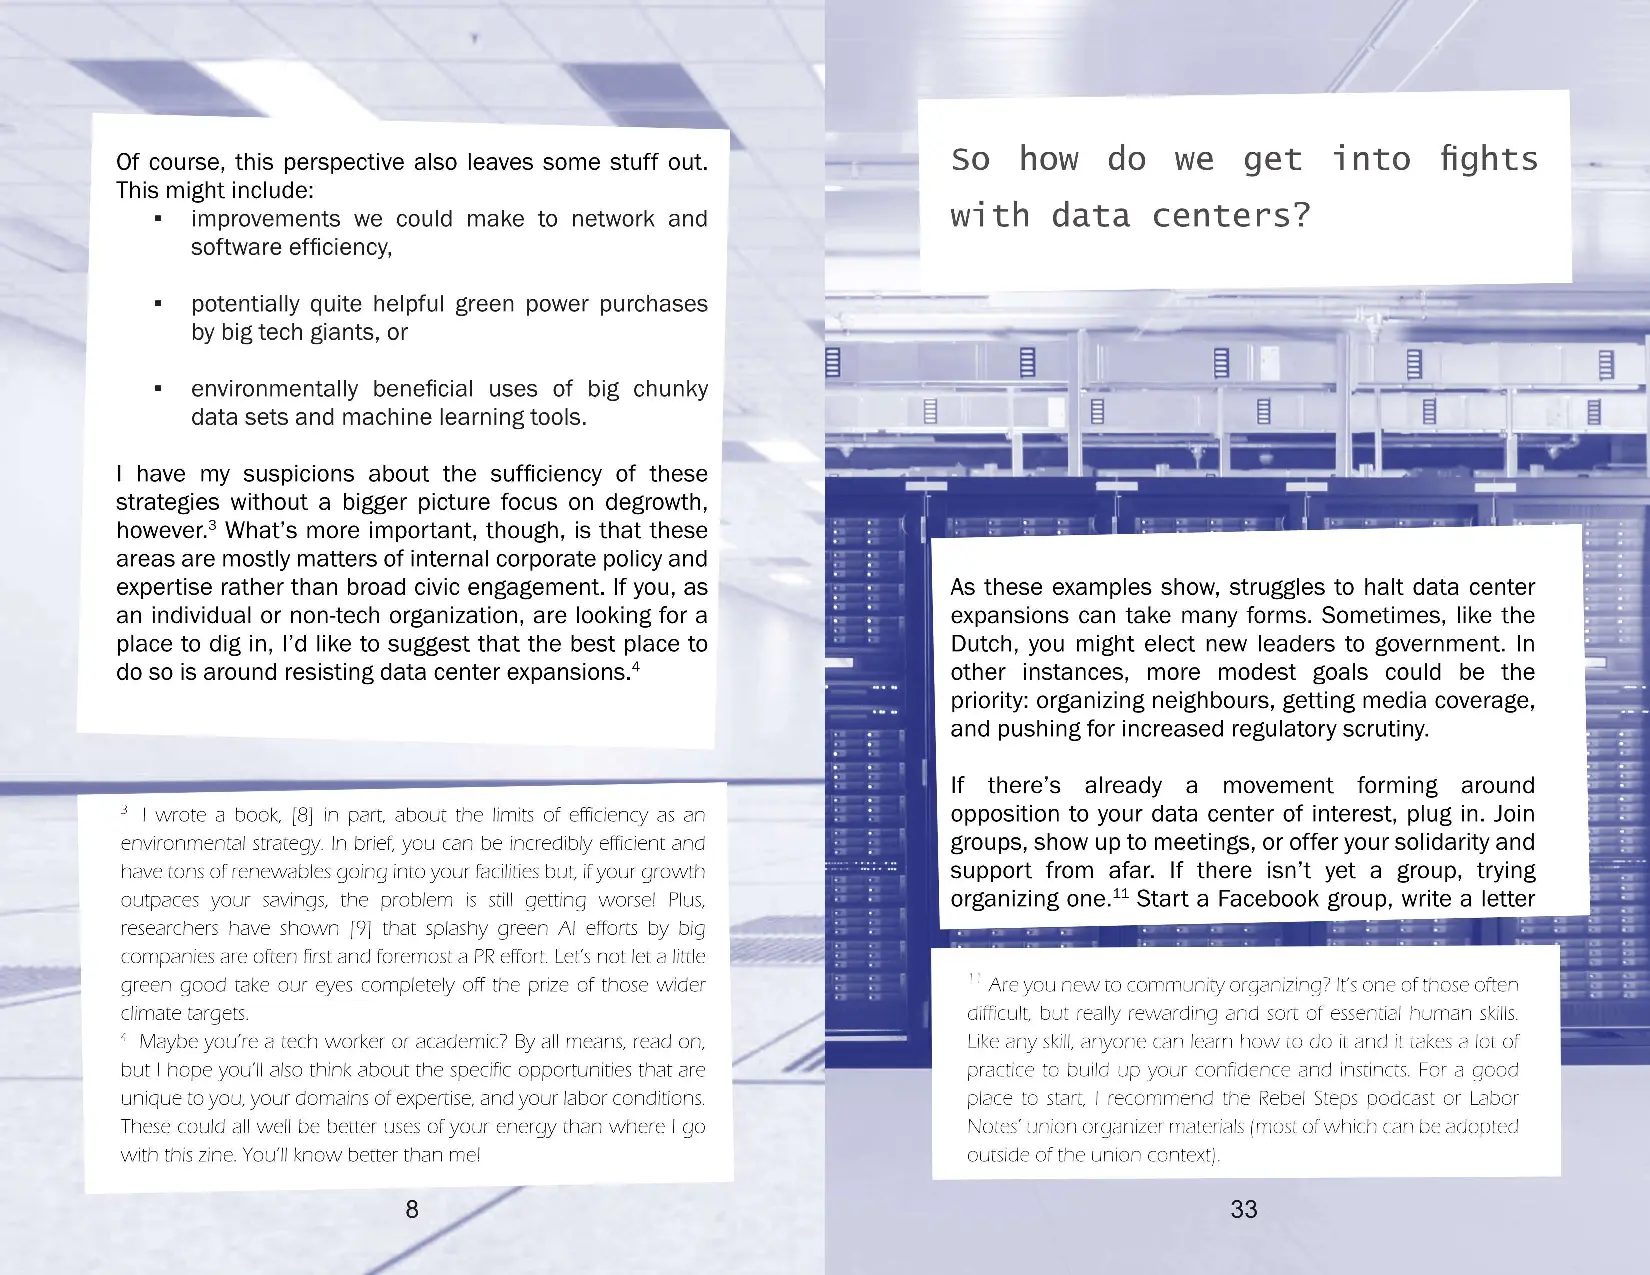 Of course, this perspective also leaves some stuff out.
This might include:
▪ improvements we could make to network and
software efficiency,
▪ potentially quite helpful green power purchases
by big tech giants, or
▪ environmentally beneficial uses of big chunky
data sets and machine learning tools.
I have my suspicions about the sufficiency of these
strategies without a bigger picture focus on degrowth,
however.³ What's more important, though, is that these
areas are mostly matters of internal corporate policy and
expertise rather than broad civic engagement. If you, as
an individual or non-tech organization, are looking for a
place to dig in, I'd like to suggest that the best place to
do so is around resisting data center expansions.⁴
³ I wrote a book, [8] in part, about the limits of efficiency as an
environmental strategy. In brief, you can be incredibly efficient and
have tons of renewables going into your facilities but, if your growth
outpaces your savings, the problem is still getting worse! Plus,
researchers have shown [9] that splashy green AI efforts by big
companies are often first and foremost a PR effort. Let's not let a little
green good take our eyes completely off the prize of those wider
climate targets.
⁴ Maybe you're a tech worker or academic? By all means, read on,
but I hope you'll also think about the specific opportunities that are
unique to you, your domains of expertise, and your labor conditions.
These could all well be better uses of your energy than where I go
with this zine. You'll know better than me!
8
So how do we get into fights
with data centers?
As these examples show, struggles to halt data center
expansions can take many forms. Sometimes, like the
Dutch, you might elect new leaders to government. In
other instances, more modest goals could be the
priority: organizing neighbours, getting media coverage,
and pushing for increased regulatory scrutiny.
If there's already a movement forming around
opposition to your data center of interest, plug in. Join
groups, show up to meetings, or offer your solidarity and
support from afar. If there isn't yet a group, trying
organizing one.¹¹ Start a Facebook group, write a letter
¹¹ Are you new to community organizing? It's one of those often
difficult, but really rewarding and sort of essential human skills.
Like any skill, anyone can learn how to do it and it takes a lot of
practice to build up your confidence and instincts. For a good
place to start, I recommend the Rebel Steps podcast or Labor
Notes' union organizer materials (most of which can be adopted
outside of the union context).
33